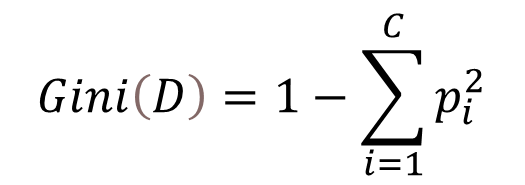 Gini(D) = 1 − ∑_{i=1}^{C} p_i^2